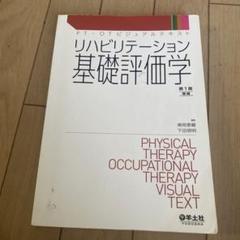 PT・OTビジュアルテキスト
リハビリテーション
基礎評価学
第1版
PHYSICAL
THERAPY
OCCUPATIONAL
THERAPY
VISUAL
TEXT
羊土社